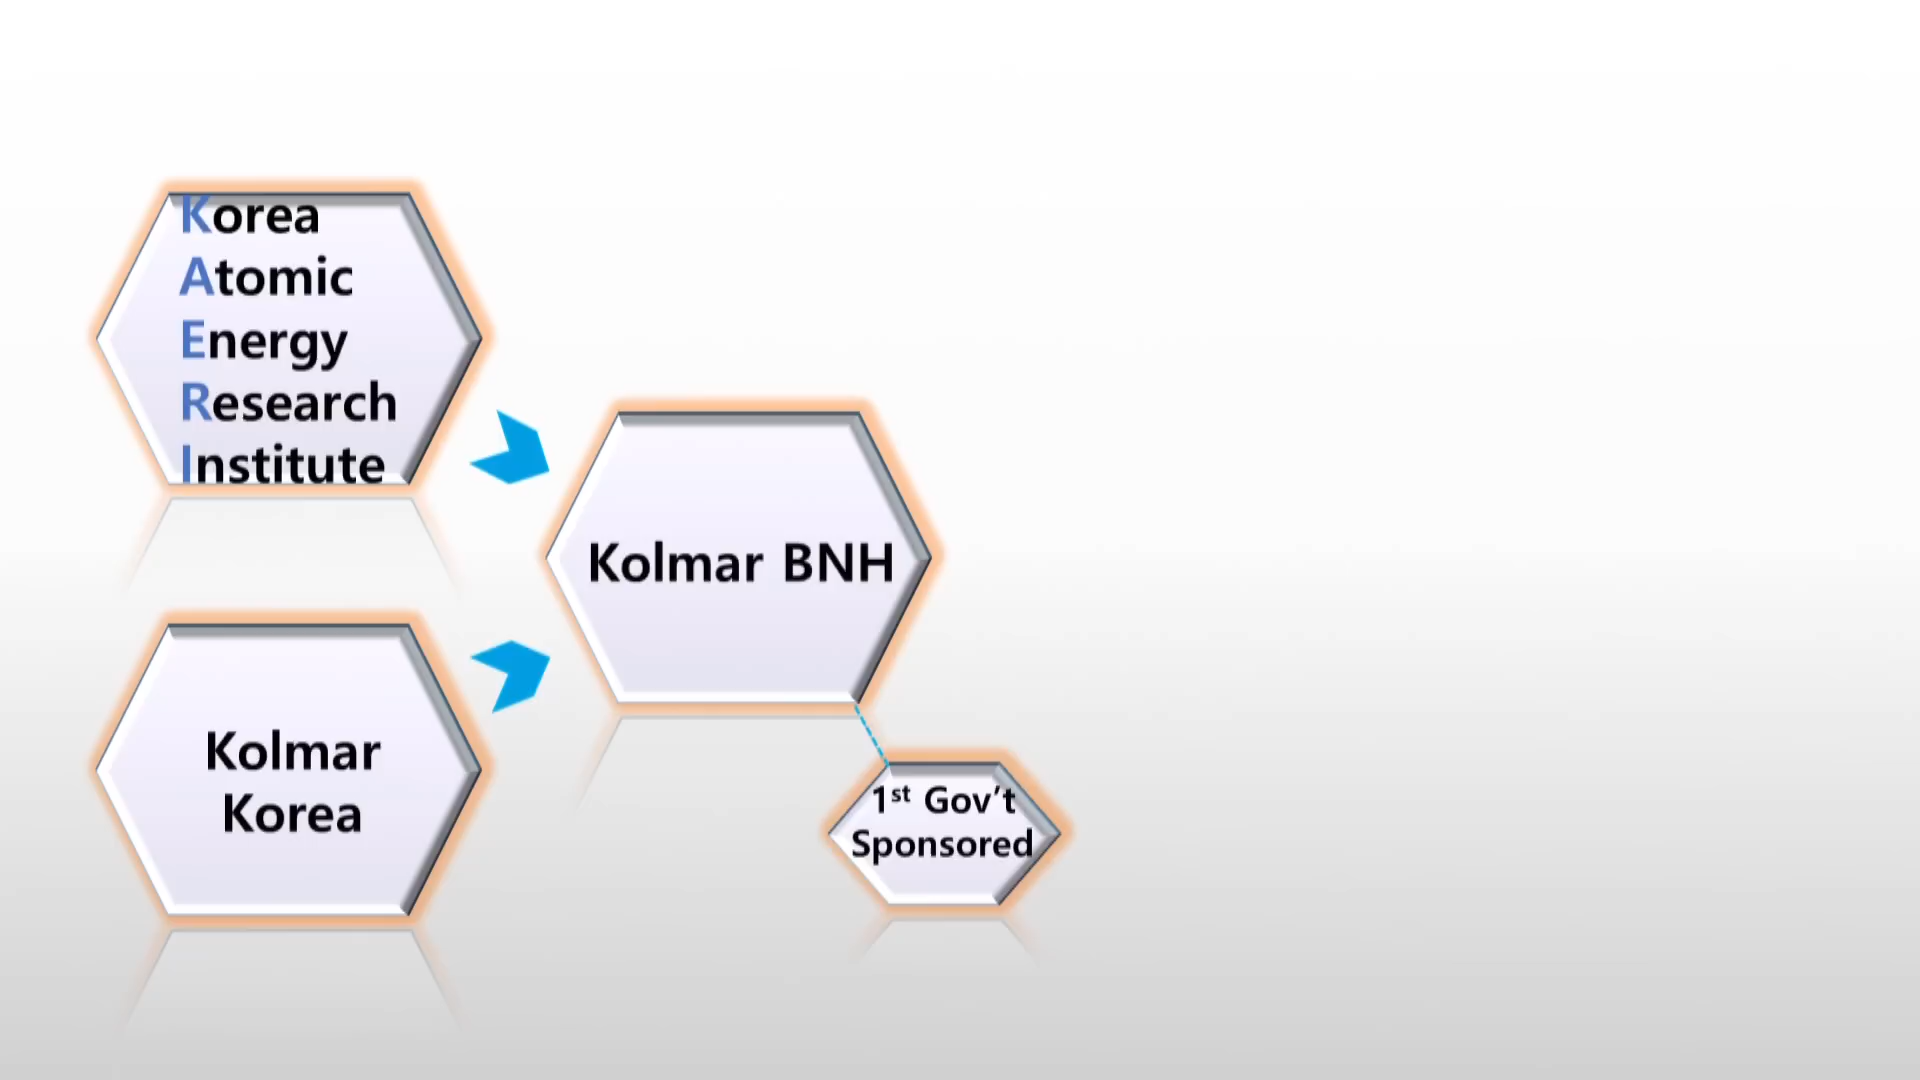 Korea
Atomic
Energy
Research
Institute
Kolmar BNH
Kolmar
Korea
1st Gov’t
Sponsored